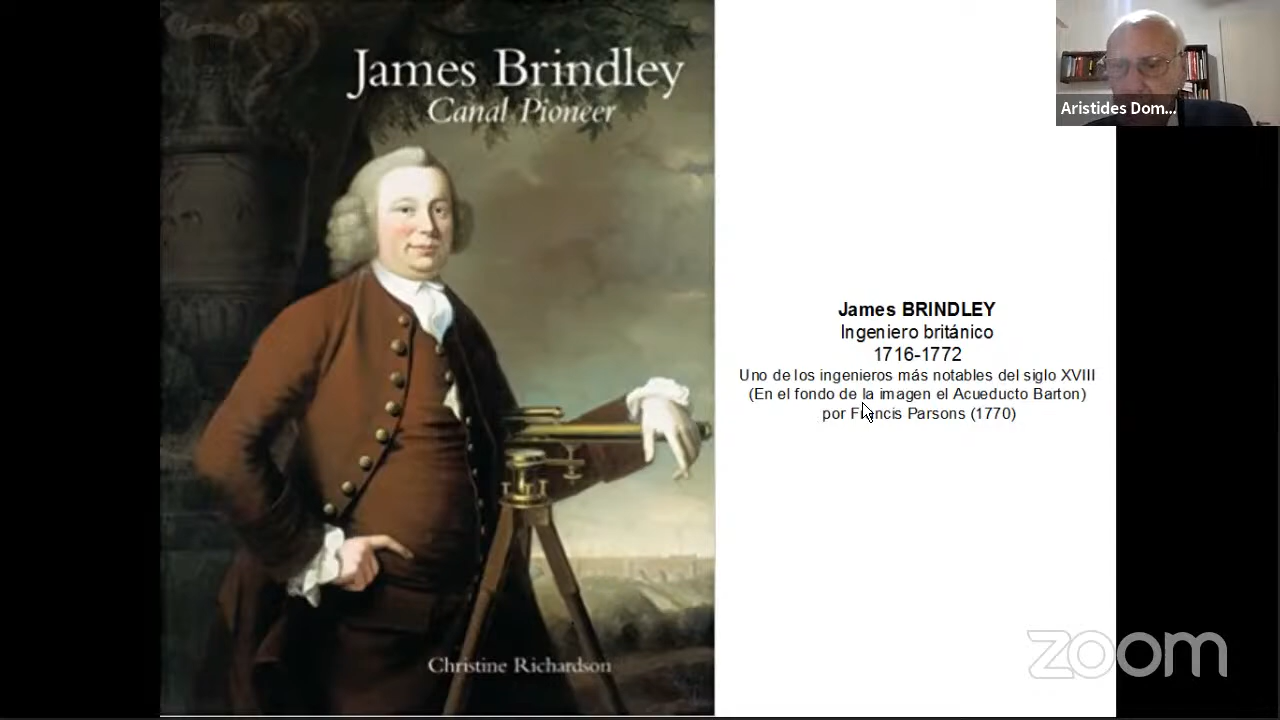 James Brindley
Canal Pioneer
Christine Richardson
James BRINDLEY
Ingeniero británico
1716-1772
Uno de los ingenieros más notables del siglo XVIII
(En el fondo de la imagen el Acueducto Barton)
por Francis Parsons (1770)
Aristides Dom...
zoom